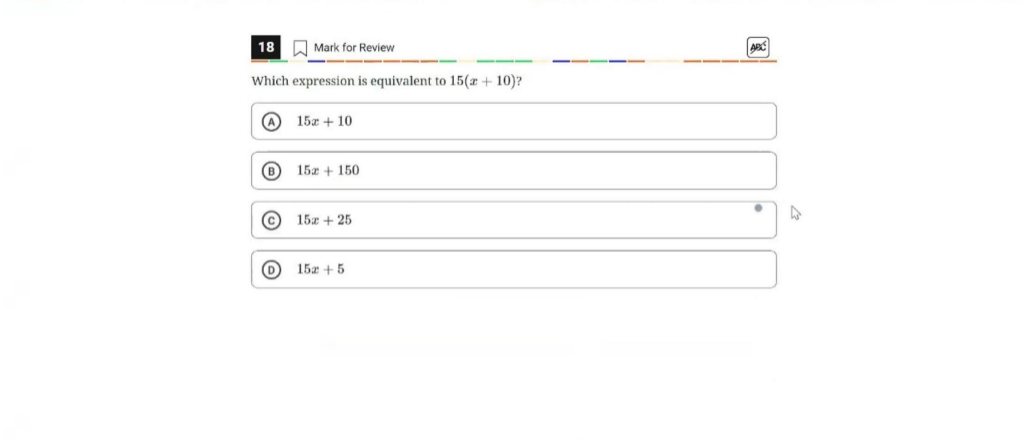 18 Mark for Review ABC
Which expression is equivalent to 15(x + 10)?
A 15x + 10
B 15x + 150
C 15x + 25
D 15x + 5